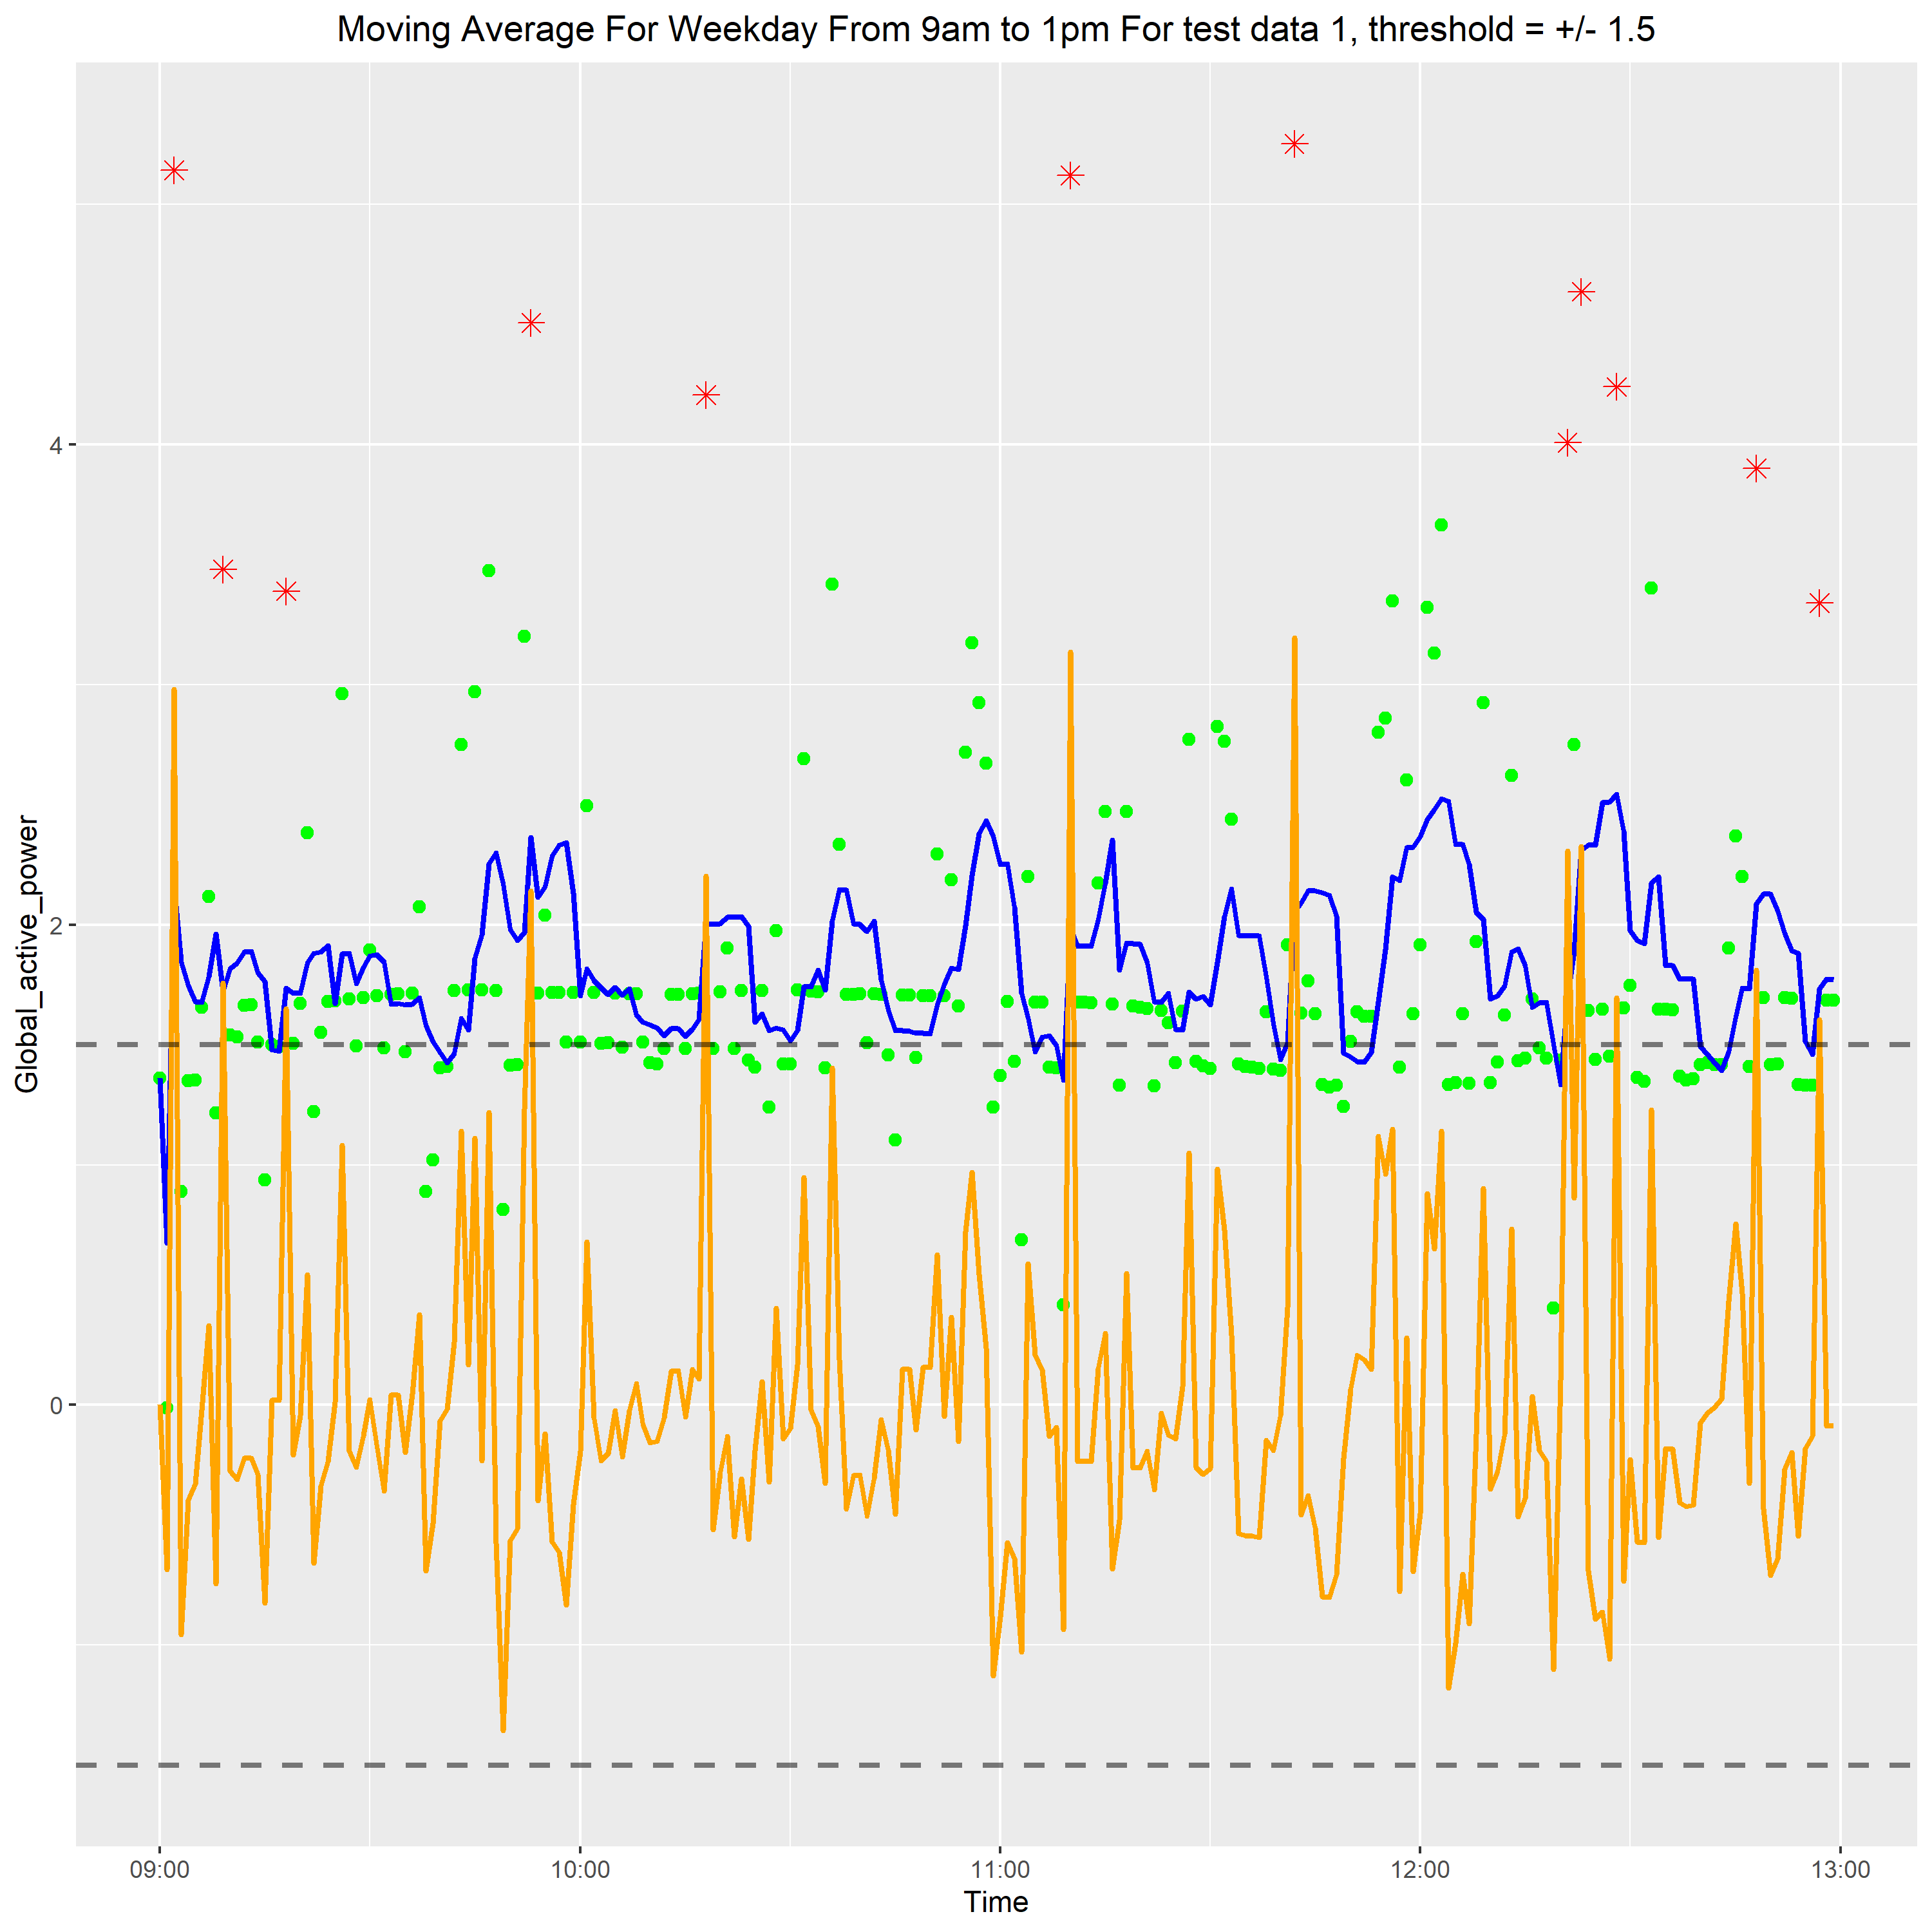 Moving Average For Weekday From 9am to 1pm For test data 1, threshold = +/- 1.5
Global_active_power
4
2
0
09:00
10:00
11:00
12:00
13:00
Time